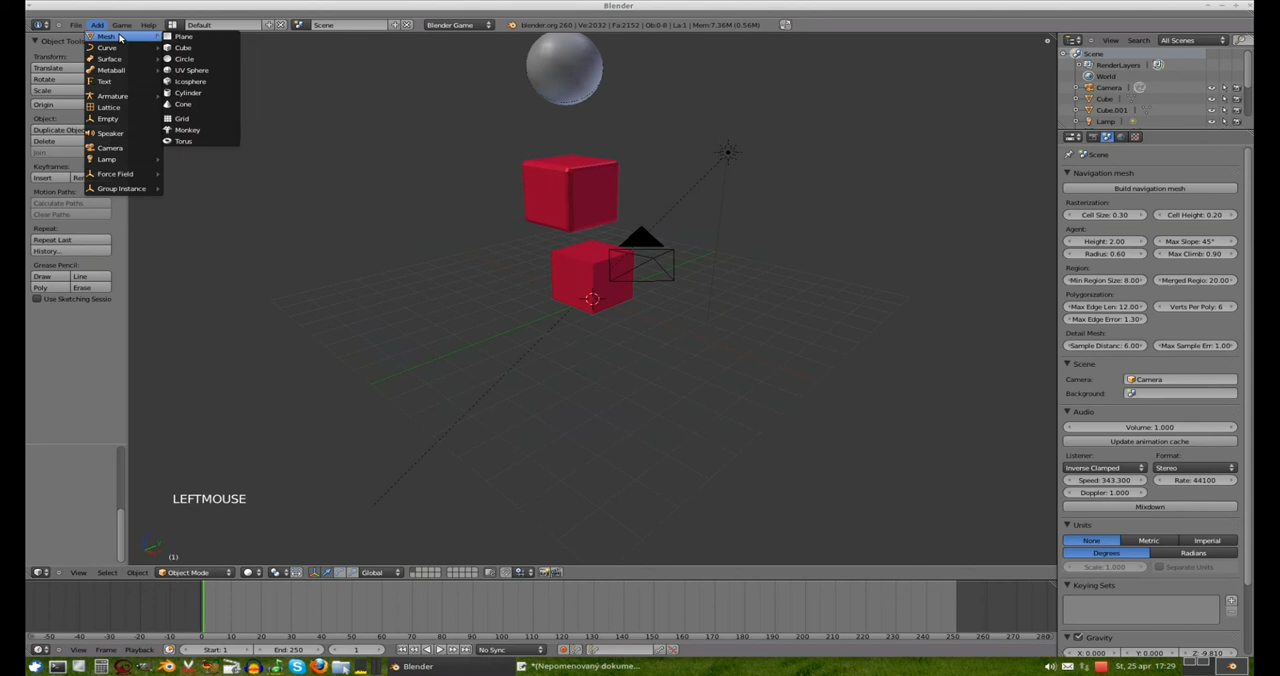 Blender
File Add Game Help Default Scene Blender Game blender.org 260 | Ve:2032 | Fa:2152 | Ob:0-8 | La:1 | Mem:7.36M (0.56M) View Search All Scenes
Object Tools
Transform:
Translate
Rotate
Scale
Origin
Object:
Duplicate Objec
Delete
Join
Keyframes:
Insert Re
Motion Paths:
Calculate Paths
Clear Paths
Repeat:
Repeat Last
History...
Grease Pencil:
Draw Line
Poly Erase
Use Sketching Sessio
Mesh
Curve
Surface
Metaball
Text
Armature
Lattice
Empty
Speaker
Camera
Lamp
Force Field
Group Instance
Plane
Cube
Circle
UV Sphere
Icosphere
Cylinder
Cone
Grid
Monkey
Torus
LEFTMOUSE
(1)
Scene
RenderLayers
World
Camera
Cube
Cube.001
Lamp
Scene
Navigation mesh
Build navigation mesh
Rasterization:
Cell Size: 0.30 Cell Height: 0.20
Agent:
Height: 2.00 Max Slope: 45°
Radius: 0.60 Max Climb: 0.90
Region:
Min Region Size: 8.00 Merged Region: 20.00
Polygonization:
Max Edge Len: 12.00 Verts Per Poly: 6
Max Edge Error: 1.30
Detail Mesh:
Sample Distanc: 6.00 Max Sample Err: 1.00
Scene
Camera: Camera
Background:
Audio
Volume: 1.000
Update animation cache
Listener: Format:
Inverse Clamped Stereo
Speed: 343.300 Rate: 44100
Doppler: 1.000
Mixdown
Units
None Metric Imperial
Degrees Radians
Scale: 1.000 Separate Units
Keying Sets
Gravity
X: 0.000 Z: -9.810
View Select Object Object Mode Global
-50 -40 -30 -20 -10 0 10 20 30 40 50 60 70 80 90 100 110 120 130 140 150 160 170 180 190 200 210 220 230 240 250 260 270 280
View Frame Playback Start: 1 End: 250 1 No Sync
Blender *(Nepomenovaný dokume... St, 25 apr 17:29